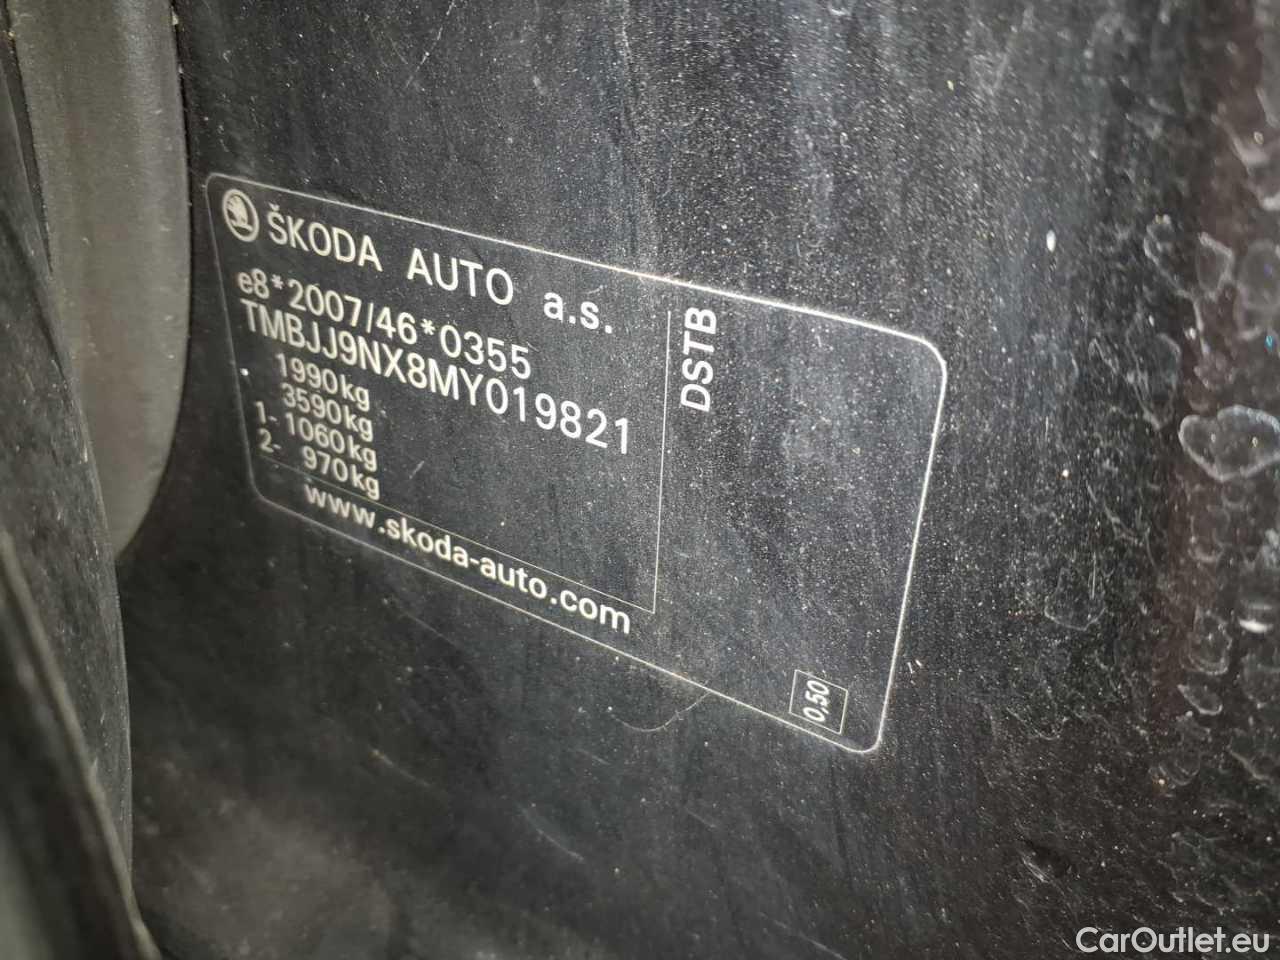 ŠKODA AUTO a.s.
e8*2007/46*0355
TMBJJ9NX8MY019821
1990kg
3590kg
1- 1060kg
2- 970kg
www.skoda-auto.com
DSTB
0,50
CarOutlet.eu